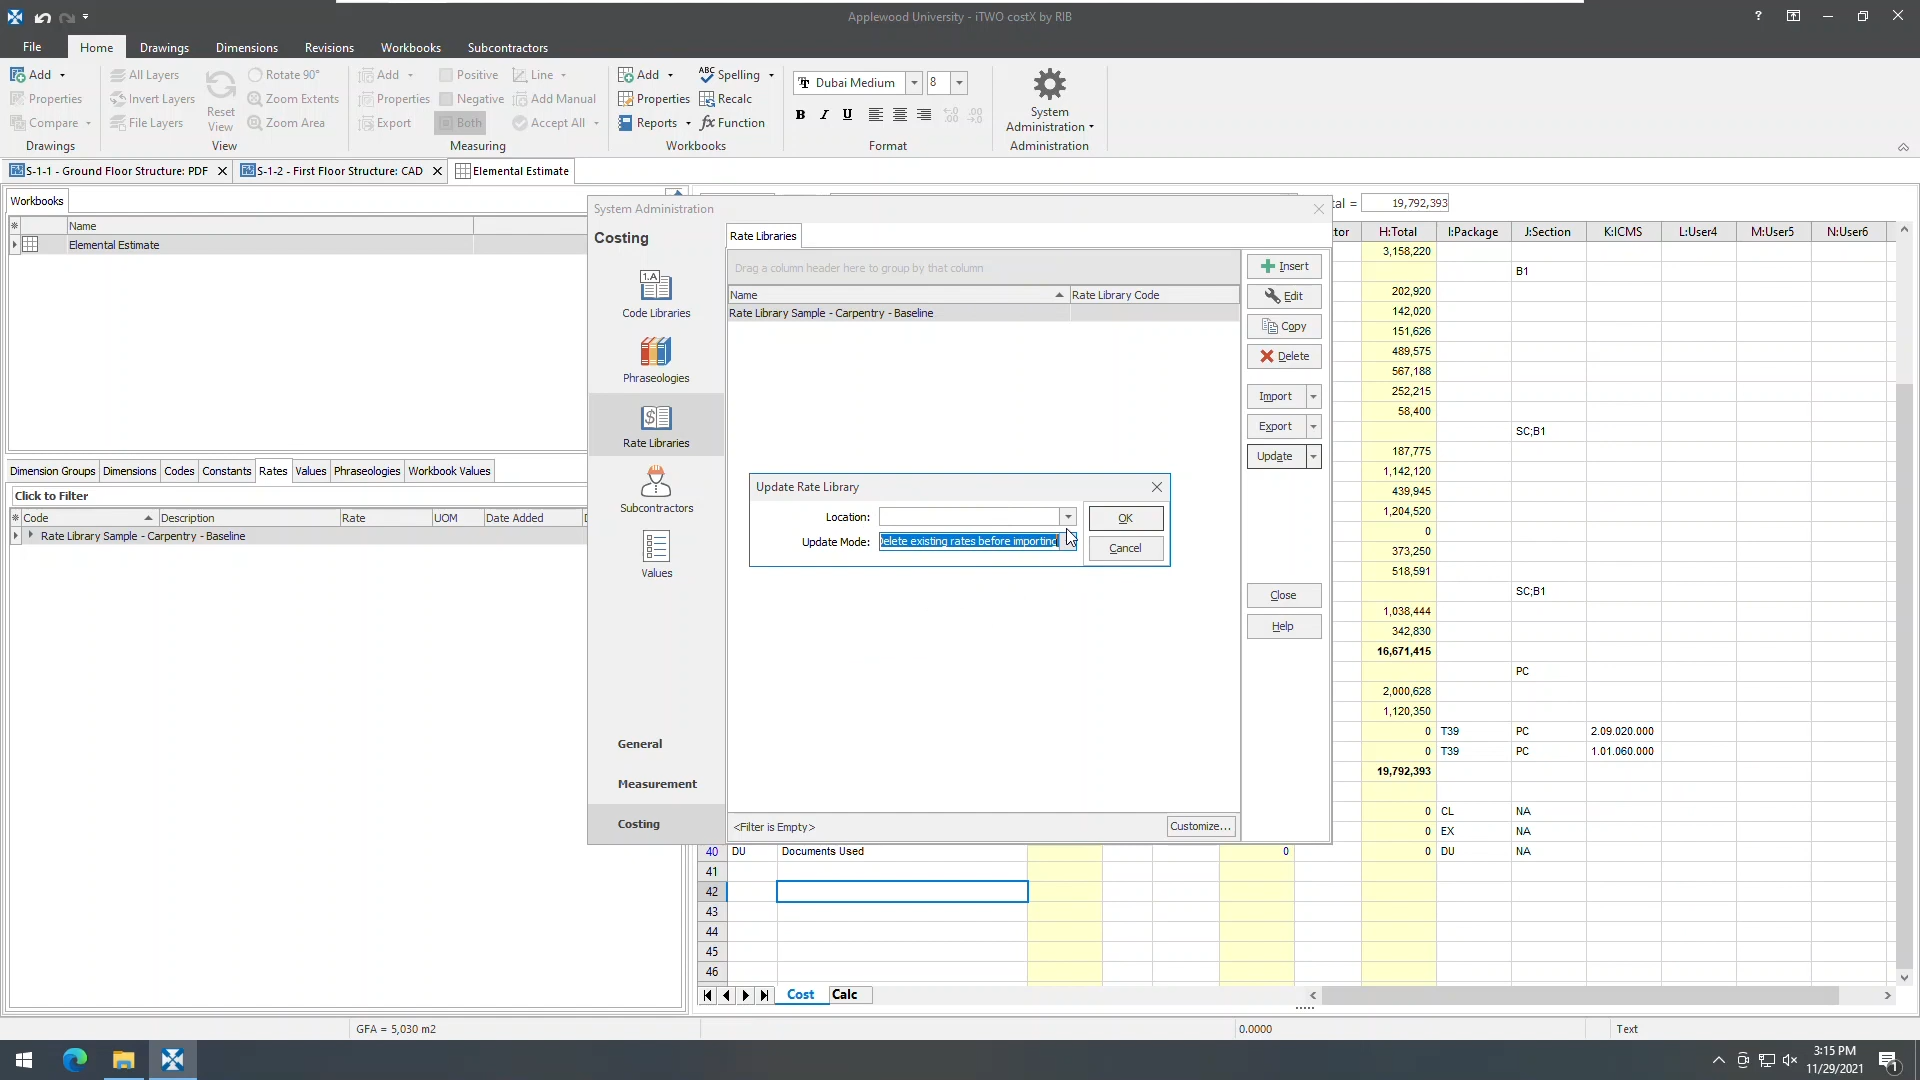 Applewood University - iTWO costX by RIB
?
File
Home
Drawings
Dimensions
Revisions
Workbooks
Subcontractors
Add
Properties
Compare
Drawings
All Layers
Invert Layers
File Layers
Reset
View
Rotate 90°
Zoom Extents
Zoom Area
View
Add
Properties
Export
Positive
Negative
Both
Line
Add Manual
Accept All
Measuring
Add
Properties
Reports
ABC Spelling
Recalc
fx Function
Workbooks
Dubai Medium
8
B I U
Format
System
Administration
Administration
S-1-1 - Ground Floor Structure: PDF
S-1-2 - First Floor Structure: CAD
Elemental Estimate
Workbooks
Name
Elemental Estimate
Dimension Groups
Dimensions
Codes
Constants
Rates
Values
Phraseologies
Workbook Values
Click to Filter
Code
Description
Rate
UOM
Date Added
Rate Library Sample - Carpentry - Baseline
System Administration
Costing
1.A
Code Libraries
Phraseologies
$
Rate Libraries
Subcontractors
Values
General
Measurement
Costing
Rate Libraries
Drag a column header here to group by that column
Name
Rate Library Code
Rate Library Sample - Carpentry - Baseline
Insert
Edit
Copy
Delete
Import
Export
Update
Close
Help
Update Rate Library
Location:
Update Mode:
elete existing rates before importing
OK
Cancel
<Filter is Empty>
Customize...
tal =
19,792,393
tor
H:Total
I:Package
J:Section
K:ICMS
L:User4
M:User5
N:User6
3,158,220
B1
202,920
142,020
151,626
489,575
567,188
252,215
58,400
SC;B1
187,775
1,142,120
439,945
1,204,520
0
373,250
518,591
SC;B1
1,038,444
342,830
16,671,415
PC
2,000,628
1,120,350
0 T39 PC 2.09.020.000
0 T39 PC 1.01.060.000
19,792,393
0 CL NA
0 EX NA
40 DU Documents Used 0 0 DU NA
41
42
43
44
45
46
Cost
Calc
GFA = 5,030 m2
0.0000
Text
3:15 PM
11/29/2021
1